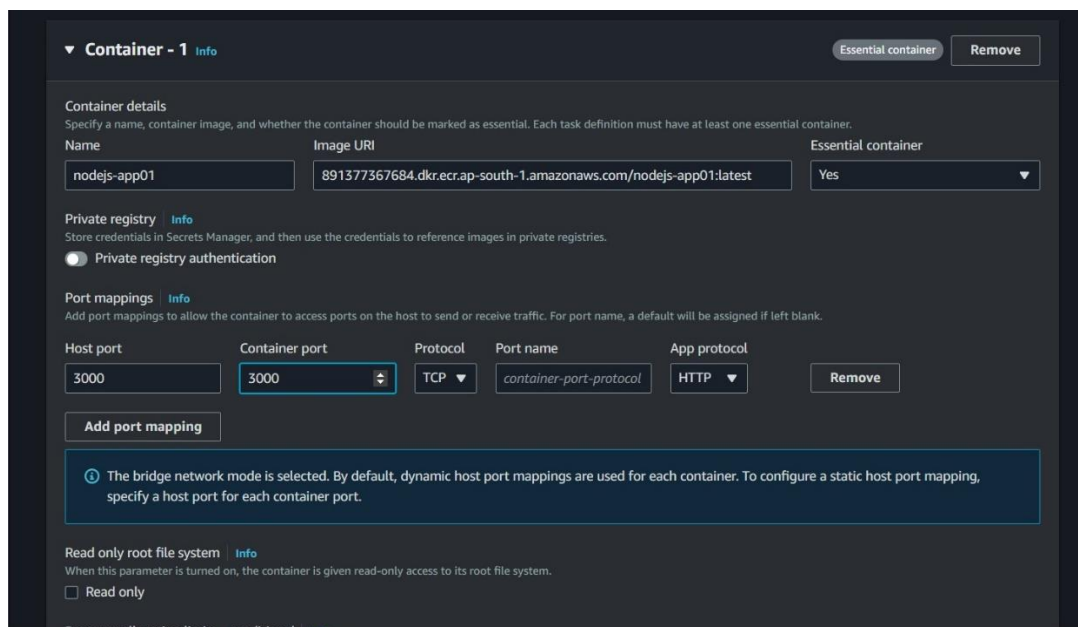 Container - 1 Info
Essential container
Remove
Container details
Specify a name, container image, and whether the container should be marked as essential. Each task definition must have at least one essential container.
Name Image URI Essential container
nodejs-app01 891377367684.dkr.ecr.ap-south-1.amazonaws.com/nodejs-app01:latest Yes
Private registry Info
Store credentials in Secrets Manager, and then use the credentials to reference images in private registries.
Private registry authentication
Port mappings Info
Add port mappings to allow the container to access ports on the host to send or receive traffic. For port name, a default will be assigned if left blank.
Host port Container port Protocol Port name App protocol
3000 3000 TCP container-port-protocol HTTP Remove
Add port mapping
The bridge network mode is selected. By default, dynamic host port mappings are used for each container. To configure a static host port mapping,
specify a host port for each container port.
Read only root file system Info
When this parameter is turned on, the container is given read-only access to its root file system.
Read only